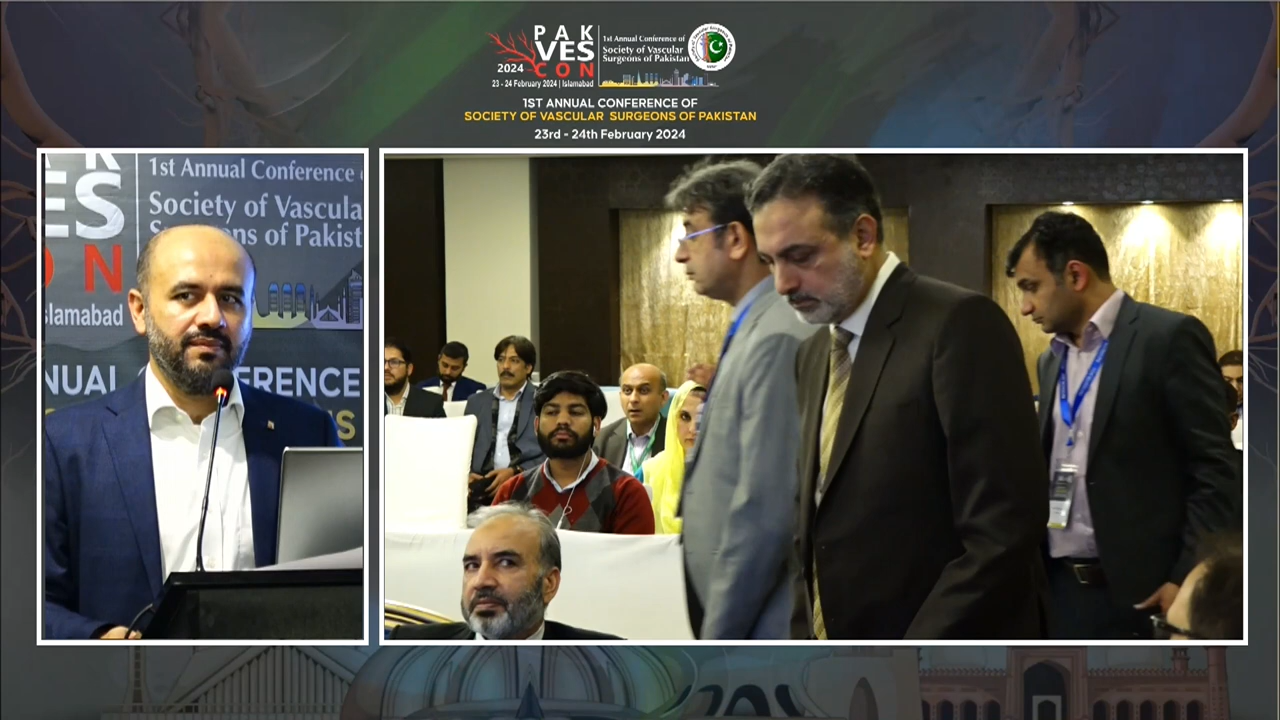 PAK
VES
2024 CON
23 - 24 February 2024 | Islamabad
1st Annual Conference of
Society of Vascular
Surgeons of Pakistan
1ST ANNUAL CONFERENCE OF
SOCIETY OF VASCULAR SURGEONS OF PAKISTAN
23rd - 24th February 2024
ES
ON
slamabad
1st Annual Conference
Society of Vascula
S ons of Pakist
NUAL C FERENCE
S